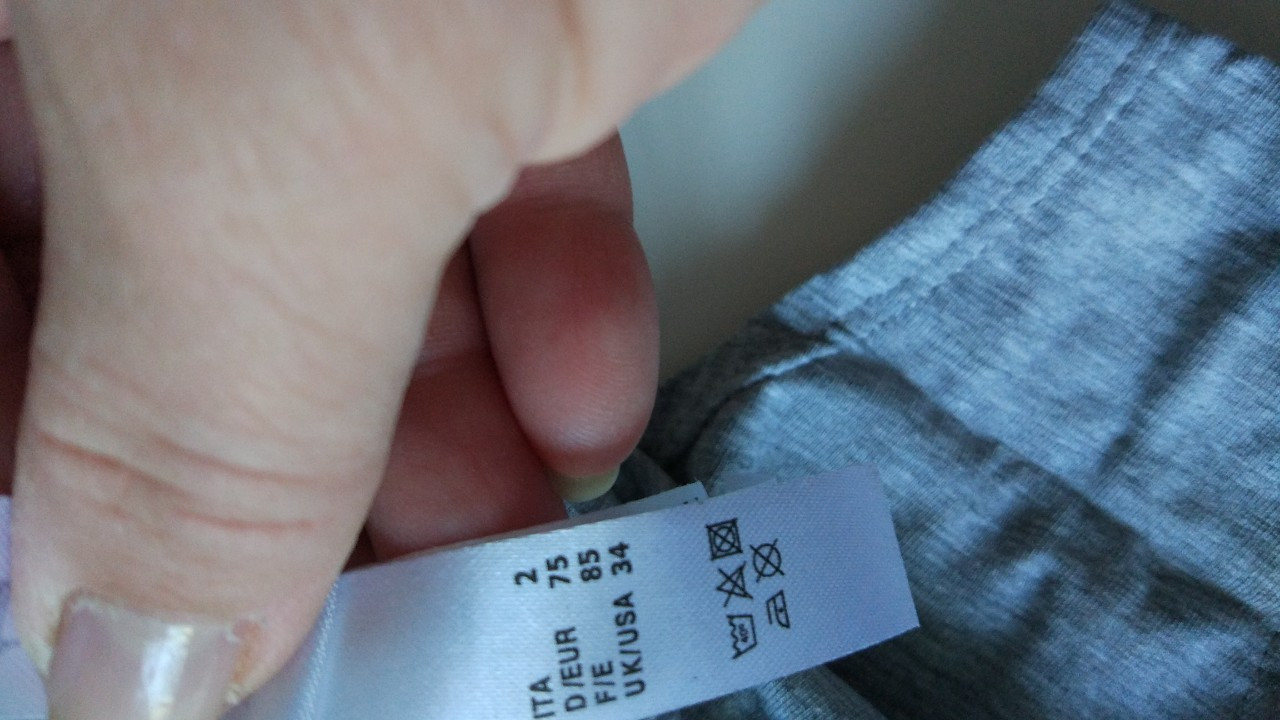 ITA 2
D/EUR 75
F/E 85
UK/USA 34
40°